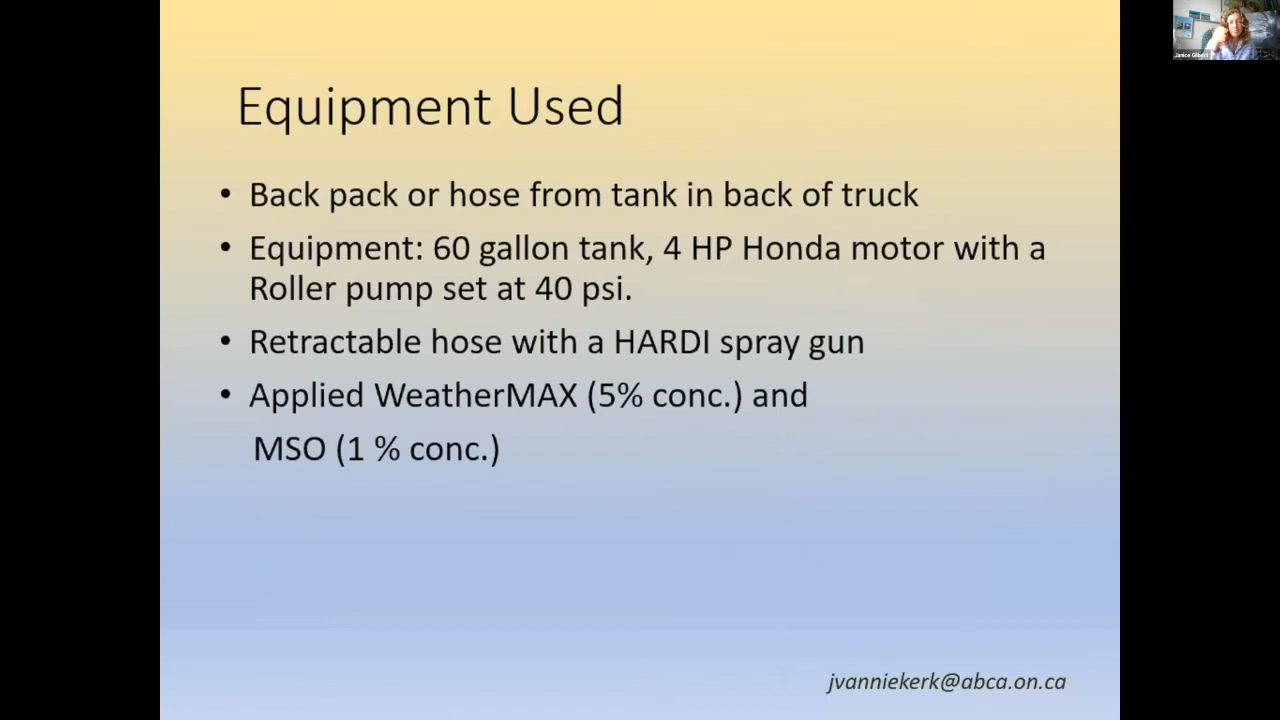 Equipment Used
• Back pack or hose from tank in back of truck
• Equipment: 60 gallon tank, 4 HP Honda motor with a
Roller pump set at 40 psi.
• Retractable hose with a HARDI spray gun
• Applied WeatherMAX (5% conc.) and
MSO (1 % conc.)
jvanniekerk@abca.on.ca
Janice Gilbert